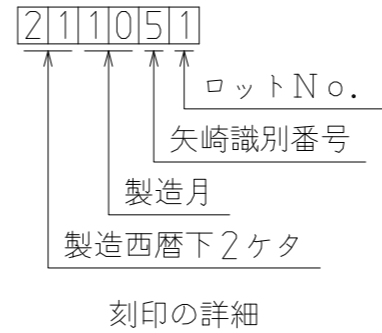 211051
ロットNo.
矢崎識別番号
製造月
製造西暦下2ケタ
刻印の詳細